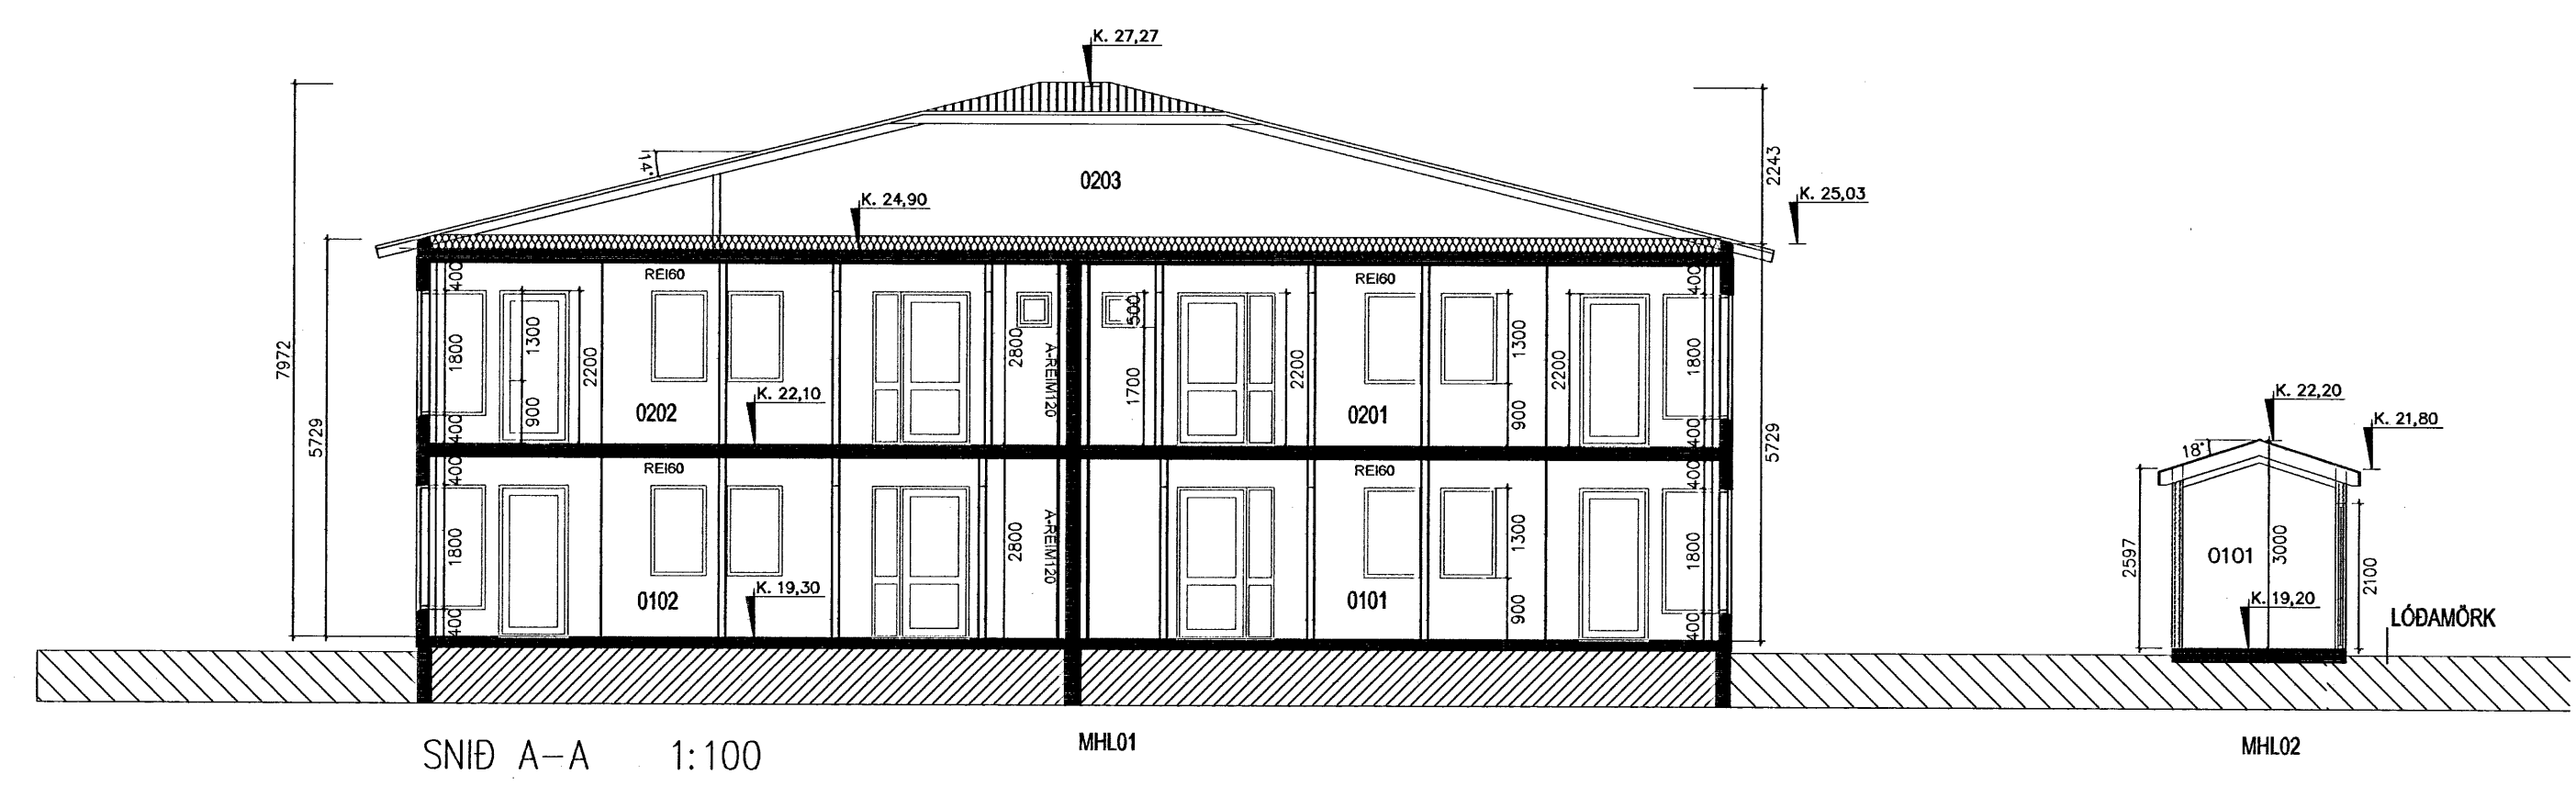 K. 27,27
7972
14°
0203
2243
K. 24,90
K. 25,03
400
REI60
REI60
400
1300
500
1300
1800
2200
2800
A-REIM120
2200
2200
1800
1700
K. 22,10
0202
900
0201
900
K. 22,20
K. 21,80
5729
400
400
5729
18°
400
REI60
REI60
400
1800
2800
A-REIM120
1300
1800
2597
0101
3000
2100
K. 19,30
0102
0101
900
K. 19,20
400
400
LÓÐAMÖRK
SNIÐ A-A 1:100
MHL01
MHL02